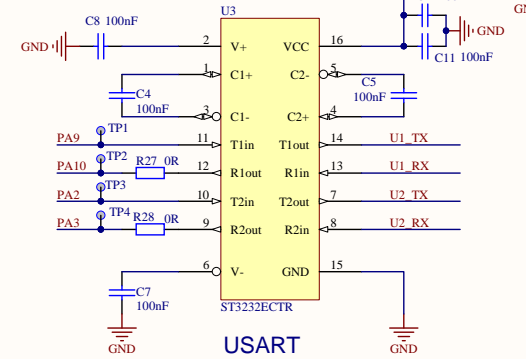 U3
GN
C8 100nF
GND
2 V+ VCC 16
GND
C11 100nF
1 C1+ C2- 5
C4
100nF
C5
100nF
3 C1- C2+ 4
TP1
PA9 11 T1in T1out 14 U1_TX
TP2
PA10 R27 0R 12 R1out R1in 13 U1_RX
TP3
PA2 10 T2in T2out 7 U2_TX
TP4
PA3 R28 0R 9 R2out R2in 8 U2_RX
6 V- GND 15
C7
100nF
ST3232ECTR
GND
USART
GND